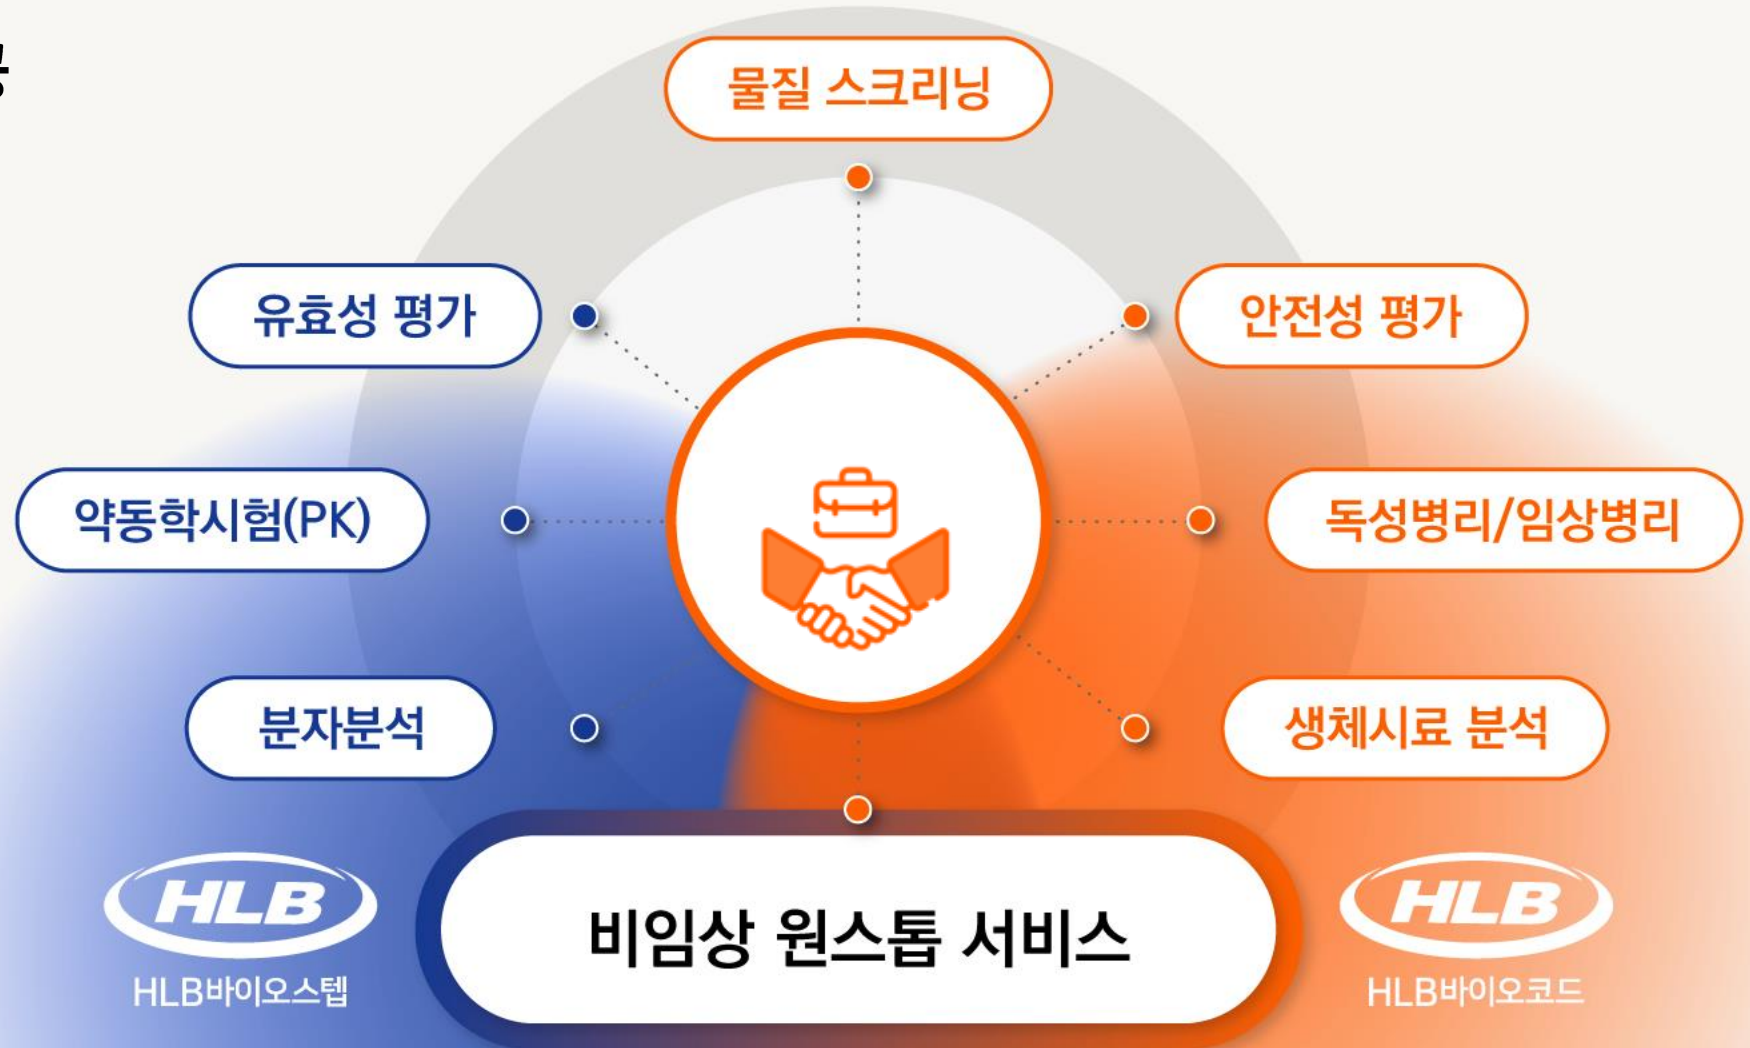 물질 스크리닝
유효성 평가
안전성 평가
약동학시험(PK)
독성병리/임상병리
분자분석
생체시료 분석
HLB
HLB바이오스텝
비임상 원스톱 서비스
HLB
HLB바이오코드